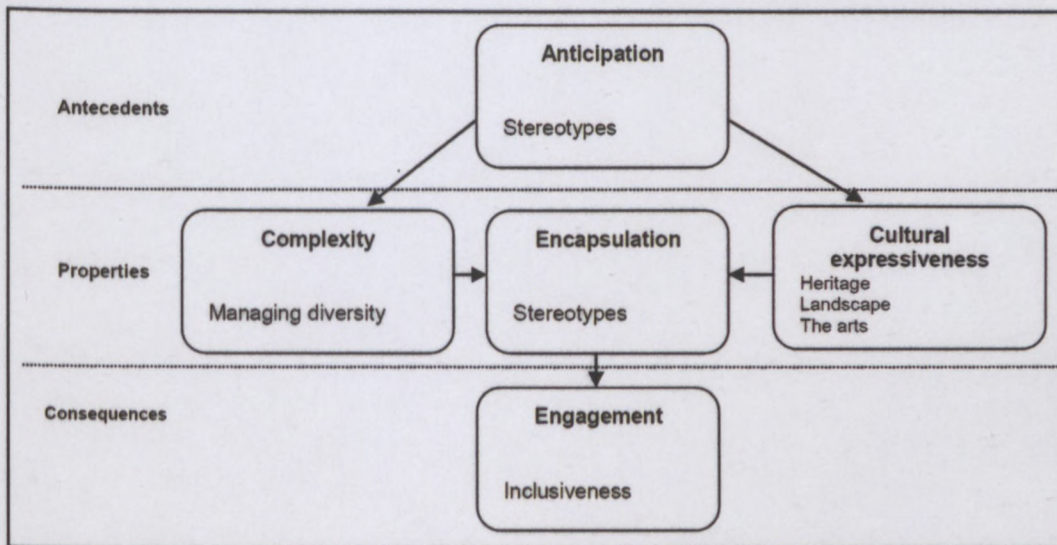 Anticipation
Antecedents
Stereotypes
Complexity
Encapsulation
Cultural
expressiveness
Properties
Heritage
Landscape
The arts
Managing diversity
Stereotypes
Consequences
Engagement
Inclusiveness